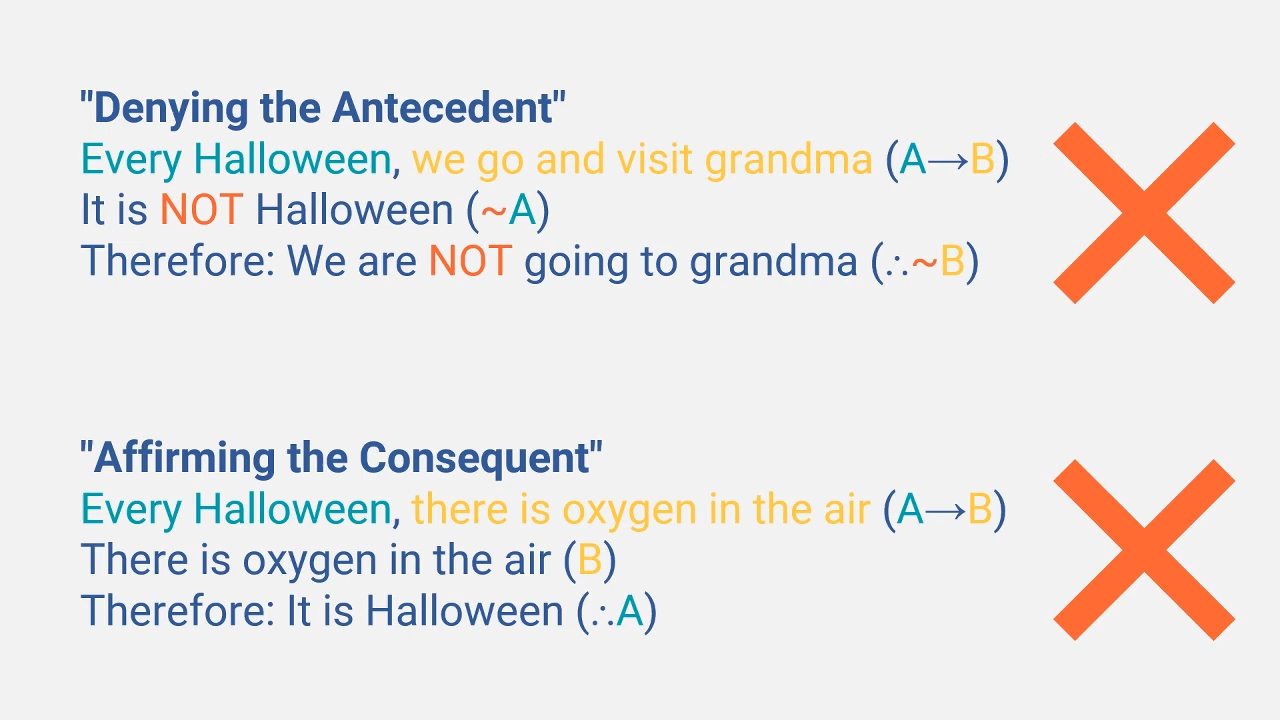 "Denying the Antecedent"
Every Halloween, we go and visit grandma (A→B)
It is NOT Halloween (~A)
Therefore: We are NOT going to grandma (∴~B)
"Affirming the Consequent"
Every Halloween, there is oxygen in the air (A→B)
There is oxygen in the air (B)
Therefore: It is Halloween (∴A)